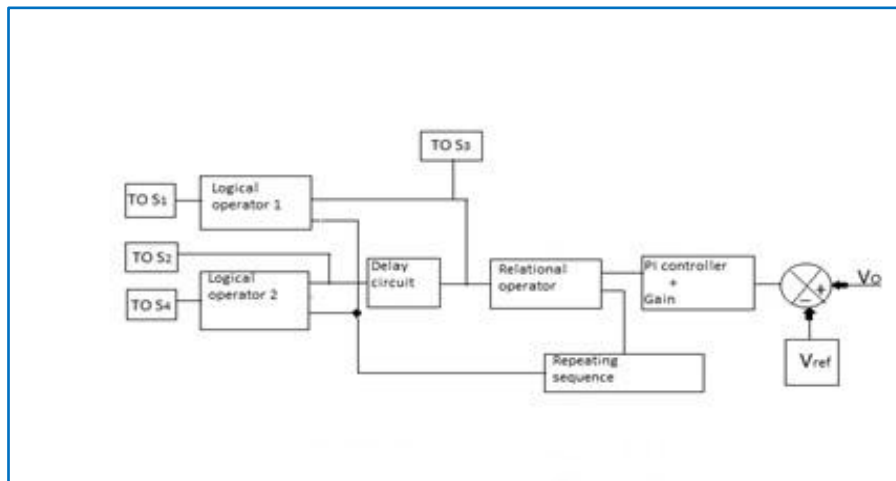 TO S3
Logical
operator 1
TO S1
TO S2
Logical
operator 2
TO S4
Delay
circuit
Relational
operator
PI controller
+
Gain
+
−
Vo
Vref
Repeating
sequence